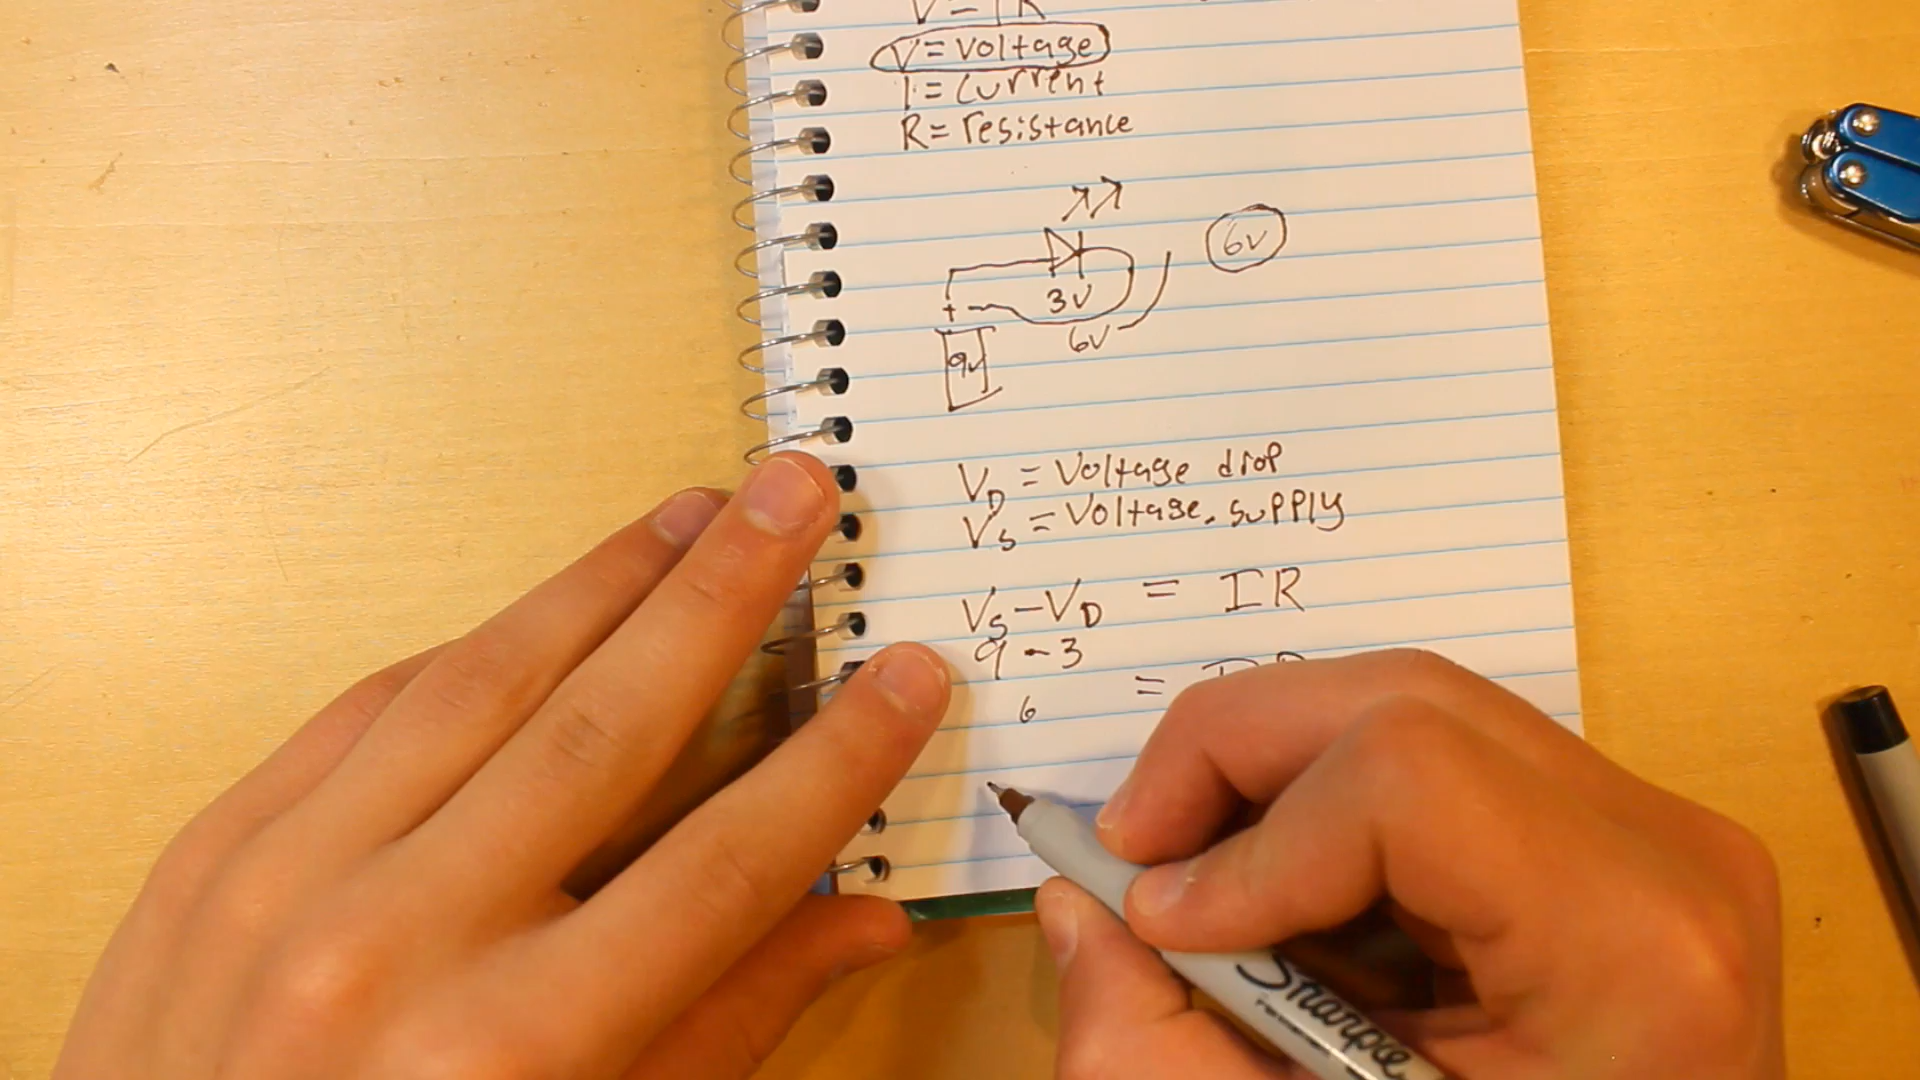 V = IR
V = voltage
I = current
R = resistance
6v
3v
+ -
6v
9v
VD = Voltage drop
Vs = Voltage supply
Vs - VD = IR
9 - 3
6 =
Sharpie